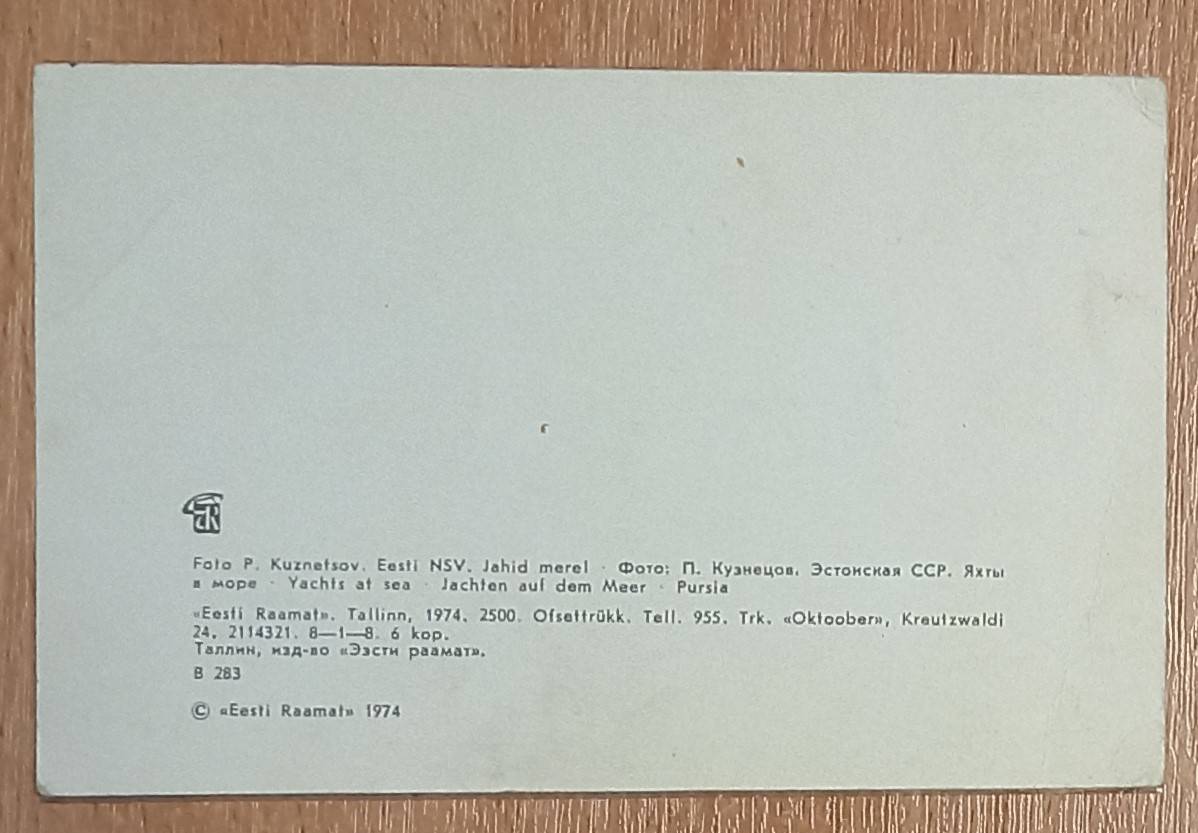 ER
Foto P. Kuznetsov. Eesti NSV. Jahid merel · Фото: П. Кузнецов. Эстонская ССР. Яхты
в море · Yachts at sea · Jachten auf dem Meer · Pursia
«Eesti Raamat». Tallinn, 1974. 2500. Ofsettrükk. Tell. 955. Trk. «Oktoober», Kreutzwaldi
24. 2114321. 8—1—8. 6 kop.
Таллин, изд-во «Ээсти раамат».
B 283
© «Eesti Raamat» 1974